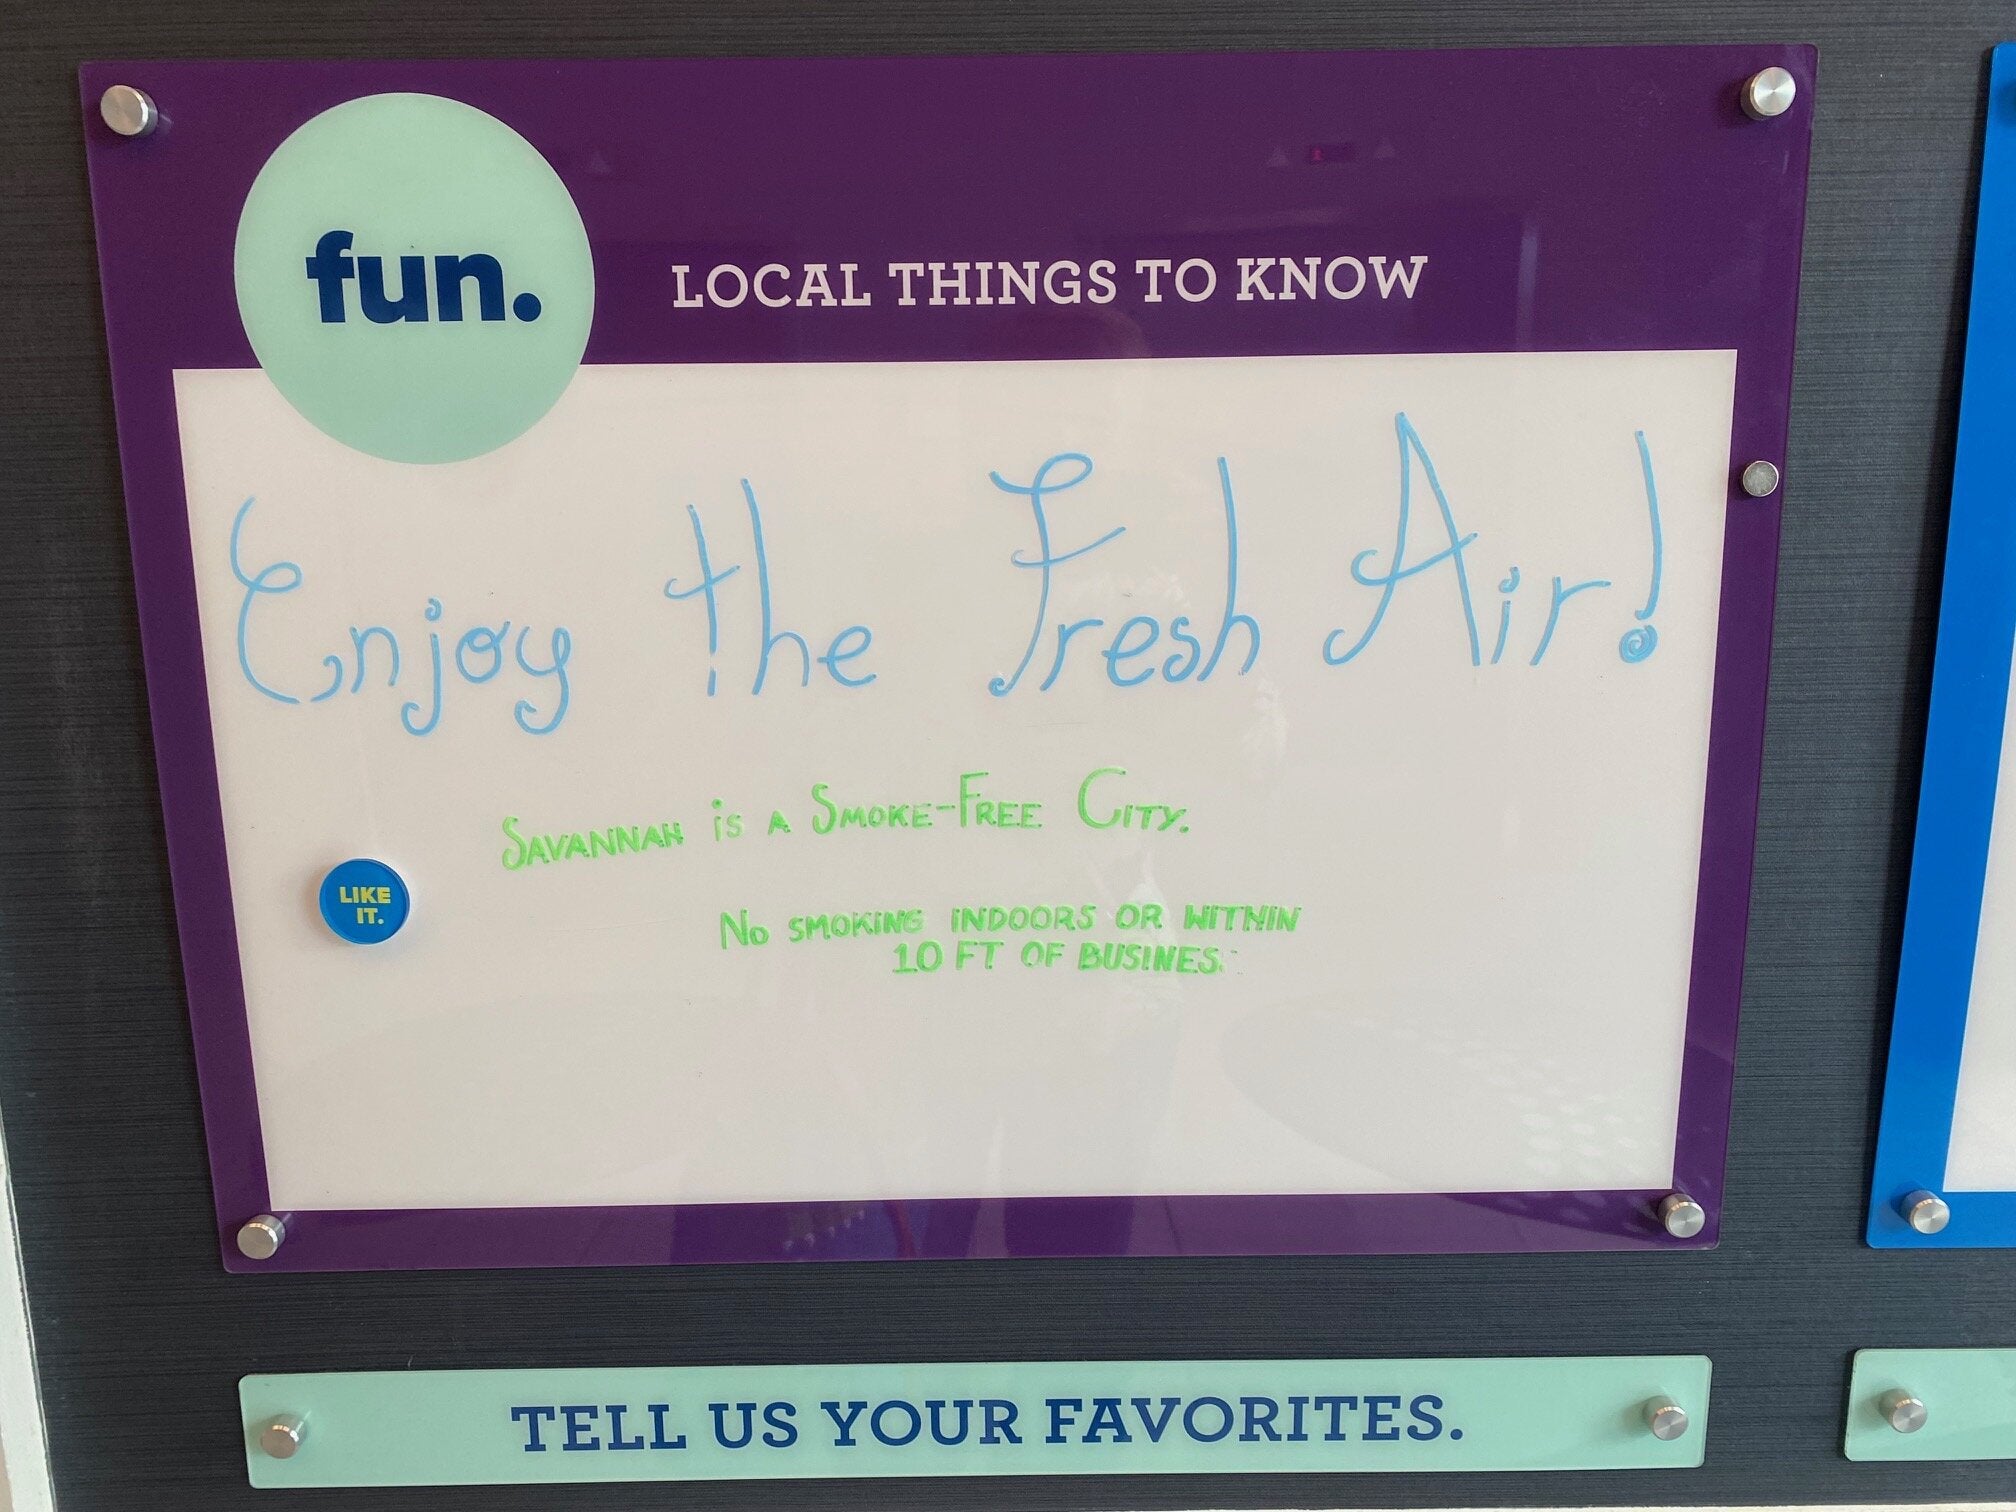 fun.
LOCAL THINGS TO KNOW
Enjoy the Fresh Air!
SAVANNAH iS A SMOKE-FREE CITY.
LIKE
IT.
No SMOKING INDOORS OR WITHIN
10 FT OF BUSINES.
TELL US YOUR FAVORITES.